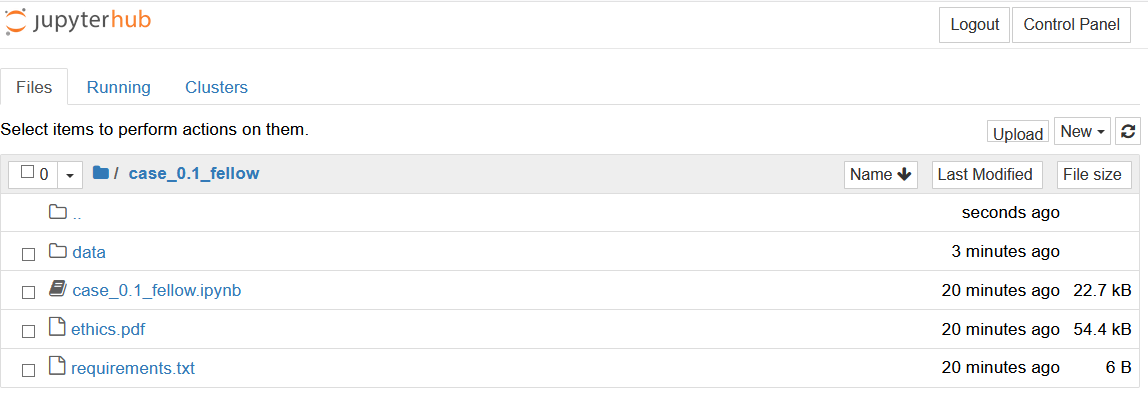 jupyterhub Logout Control Panel
Files Running Clusters
Select items to perform actions on them. Upload New
0 / case_0.1_fellow Name Last Modified File size
.. seconds ago
data 3 minutes ago
case_0.1_fellow.ipynb 20 minutes ago 22.7 kB
ethics.pdf 20 minutes ago 54.4 kB
requirements.txt 20 minutes ago 6 B